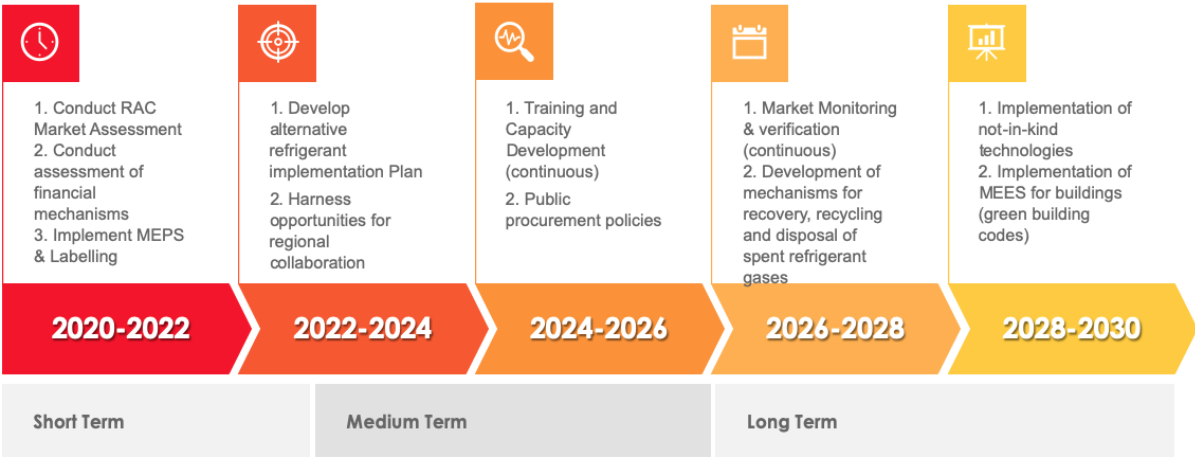 1. Conduct RAC
Market Assessment
2. Conduct
assessment of
financial
mechanisms
3. Implement MEPS
& Labelling
1. Develop
alternative
refrigerant
implementation Plan
2. Harness
opportunities for
regional
collaboration
1. Training and
Capacity
Development
(continuous)
2. Public
procurement policies
1. Market Monitoring
& verification
(continuous)
2. Development of
mechanisms for
recovery, recycling
and disposal of
spent refrigerant
gases
1. Implementation of
not-in-kind
technologies
2. Implementation of
MEES for buildings
(green building
codes)
2020-2022
2022-2024
2024-2026
2026-2028
2028-2030
Short Term
Medium Term
Long Term